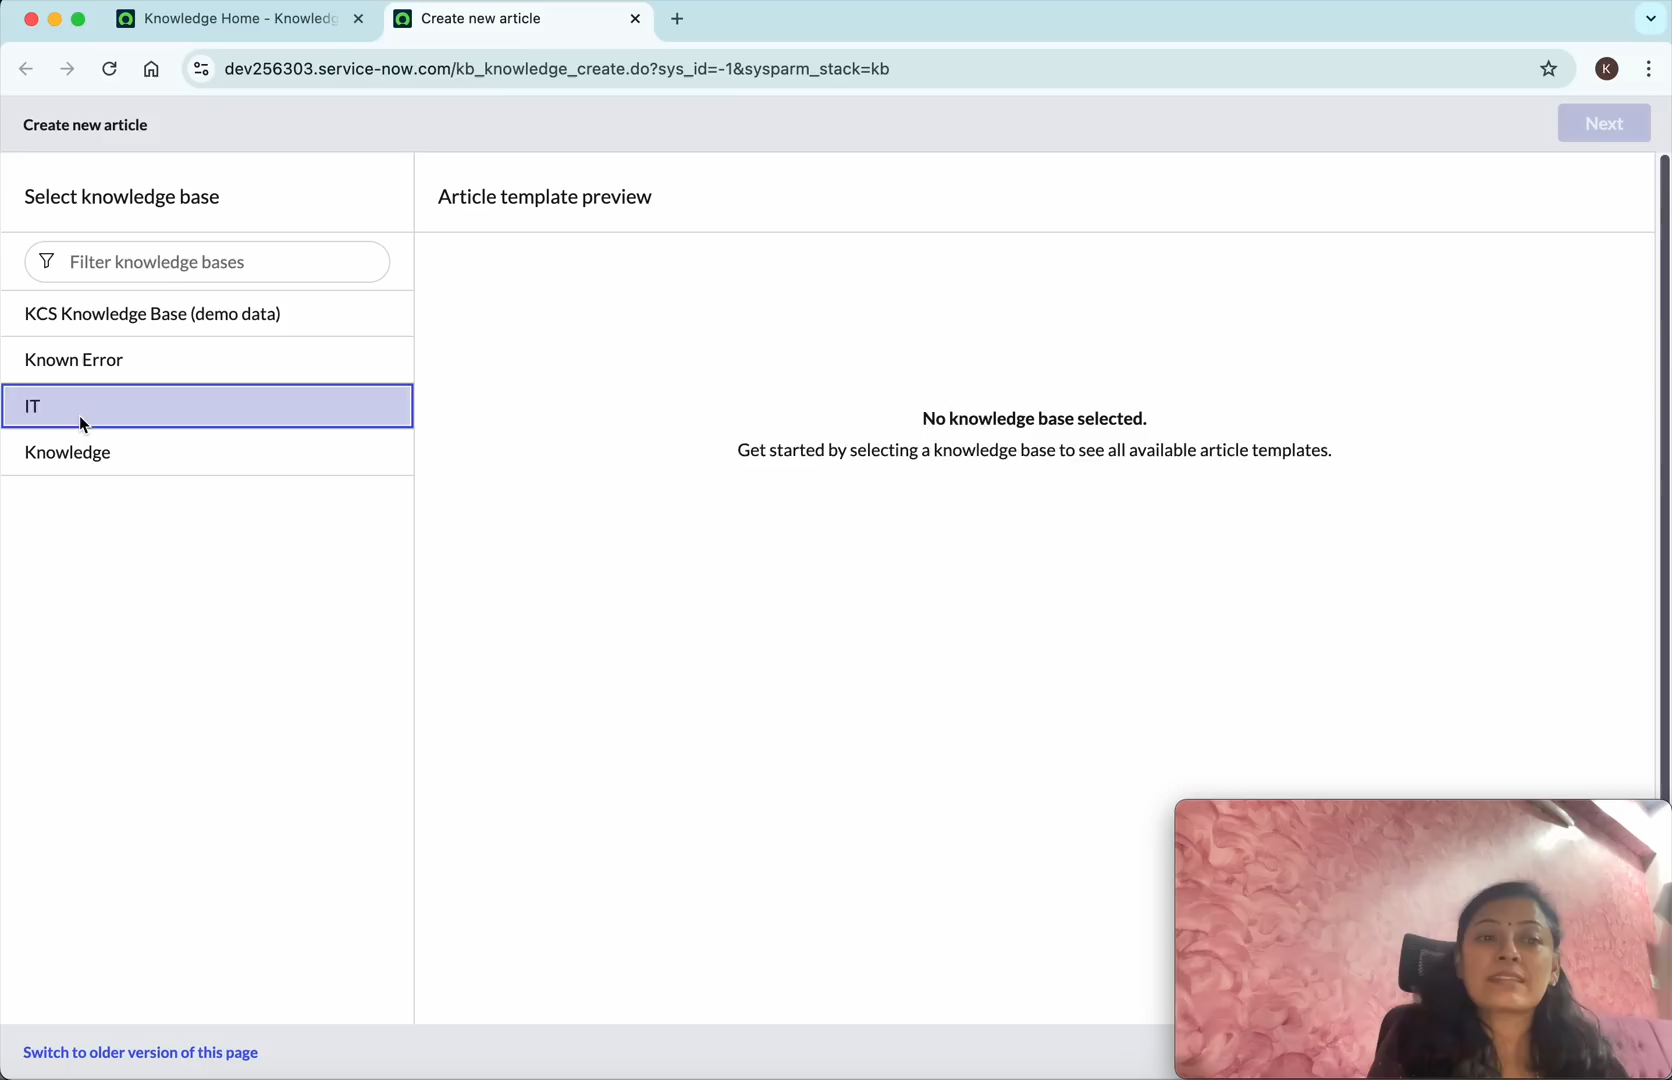 Knowledge Home - Knowledg
Create new article
dev256303.service-now.com/kb_knowledge_create.do?sys_id=-1&sysparm_stack=kb
K
Create new article
Next
Select knowledge base
Article template preview
Filter knowledge bases
KCS Knowledge Base (demo data)
Known Error
IT
Knowledge
No knowledge base selected.
Get started by selecting a knowledge base to see all available article templates.
Switch to older version of this page